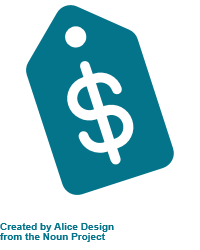 $
Created by Alice Design
from the Noun Project